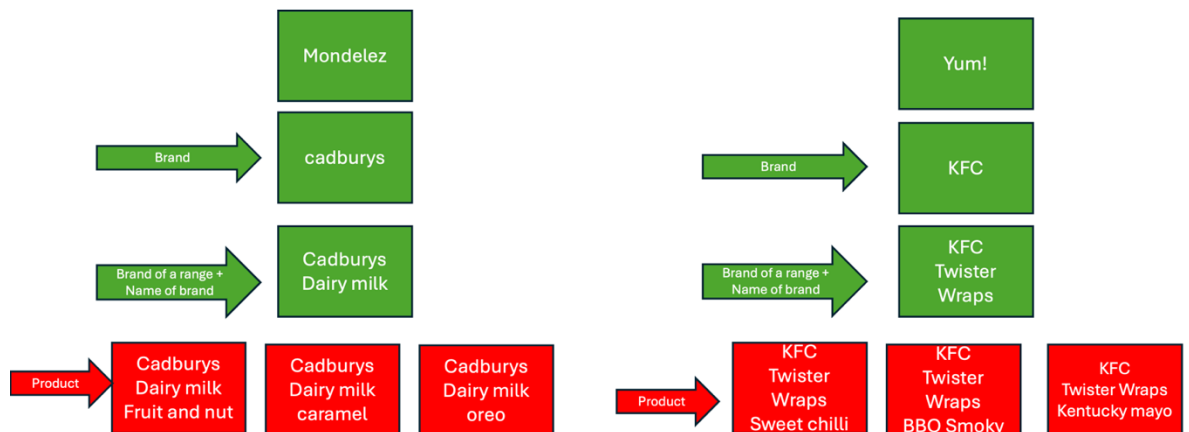 Mondelez
Brand
cadburys
Brand of a range +
Name of brand
Cadburys
Dairy milk
Product
Cadburys
Dairy milk
Fruit and nut
Cadburys
Dairy milk
caramel
Cadburys
Dairy milk
oreo
Yum!
Brand
KFC
Brand of a range +
Name of brand
KFC
Twister
Wraps
Product
KFC
Twister
Wraps
Sweet chilli
KFC
Twister
Wraps
BBQ Smoky
KFC
Twister Wraps
Kentucky mayo